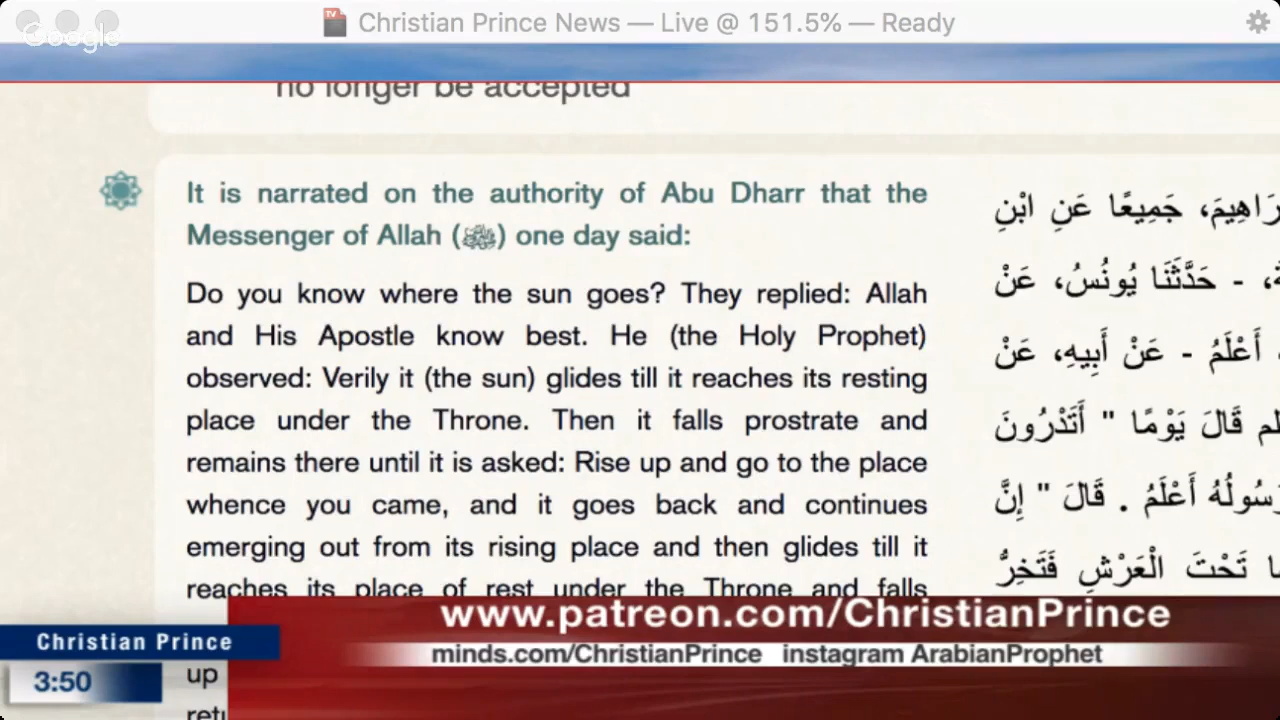 Christian Prince News — Live @ 151.5% — Ready
Google
no longer be accepted
It is narrated on the authority of Abu Dharr that the
Messenger of Allah (ﷺ) one day said:
Do you know where the sun goes? They replied: Allah
and His Apostle know best. He (the Holy Prophet)
observed: Verily it (the sun) glides till it reaches its resting
place under the Throne. Then it falls prostrate and
remains there until it is asked: Rise up and go to the place
whence you came, and it goes back and continues
emerging out from its rising place and then glides till it
reaches its place of rest under the Throne and falls
up
جَمِيعًا عَنِ ابْنِ
- حَدَّثَنَا يُونُسُ، عَنْ
أَعْلَمُ - عَنْ أَبِيهِ، عَنْ
قَالَ يَوْمًا " أَتَدْرُونَ
أَعْلَمُ . قَالَ " إِنَّ
تَحْتَ الْعَرْشِ فَتَخِرُّ
www.patreon.com/ChristianPrince
minds.com/ChristianPrince instagram ArabianProphet
Christian Prince
3:50